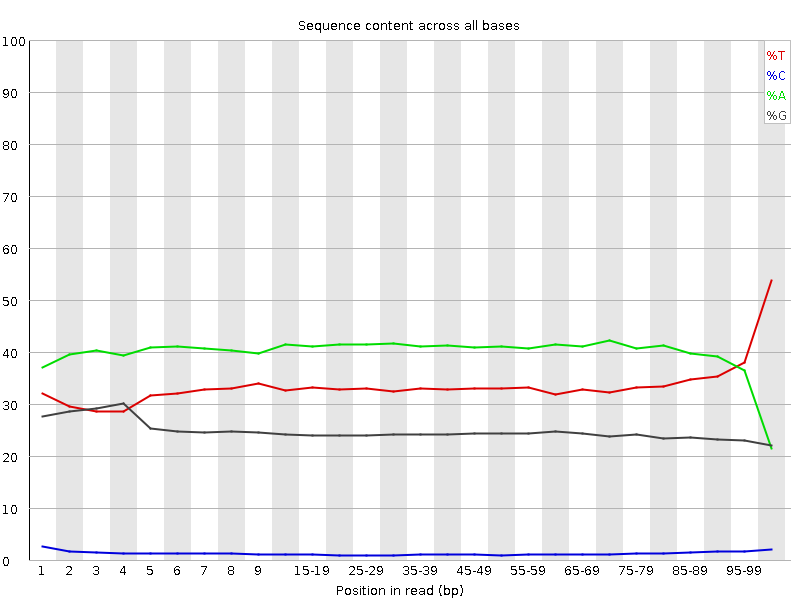 Sequence content across all bases
100
90
80
70
60
50
40
30
20
10
0
%T
%C
%A
%G
1 2 3 4 5 6 7 8 9 15-19 25-29 35-39 45-49 55-59 65-69 75-79 85-89 95-99
Position in read (bp)